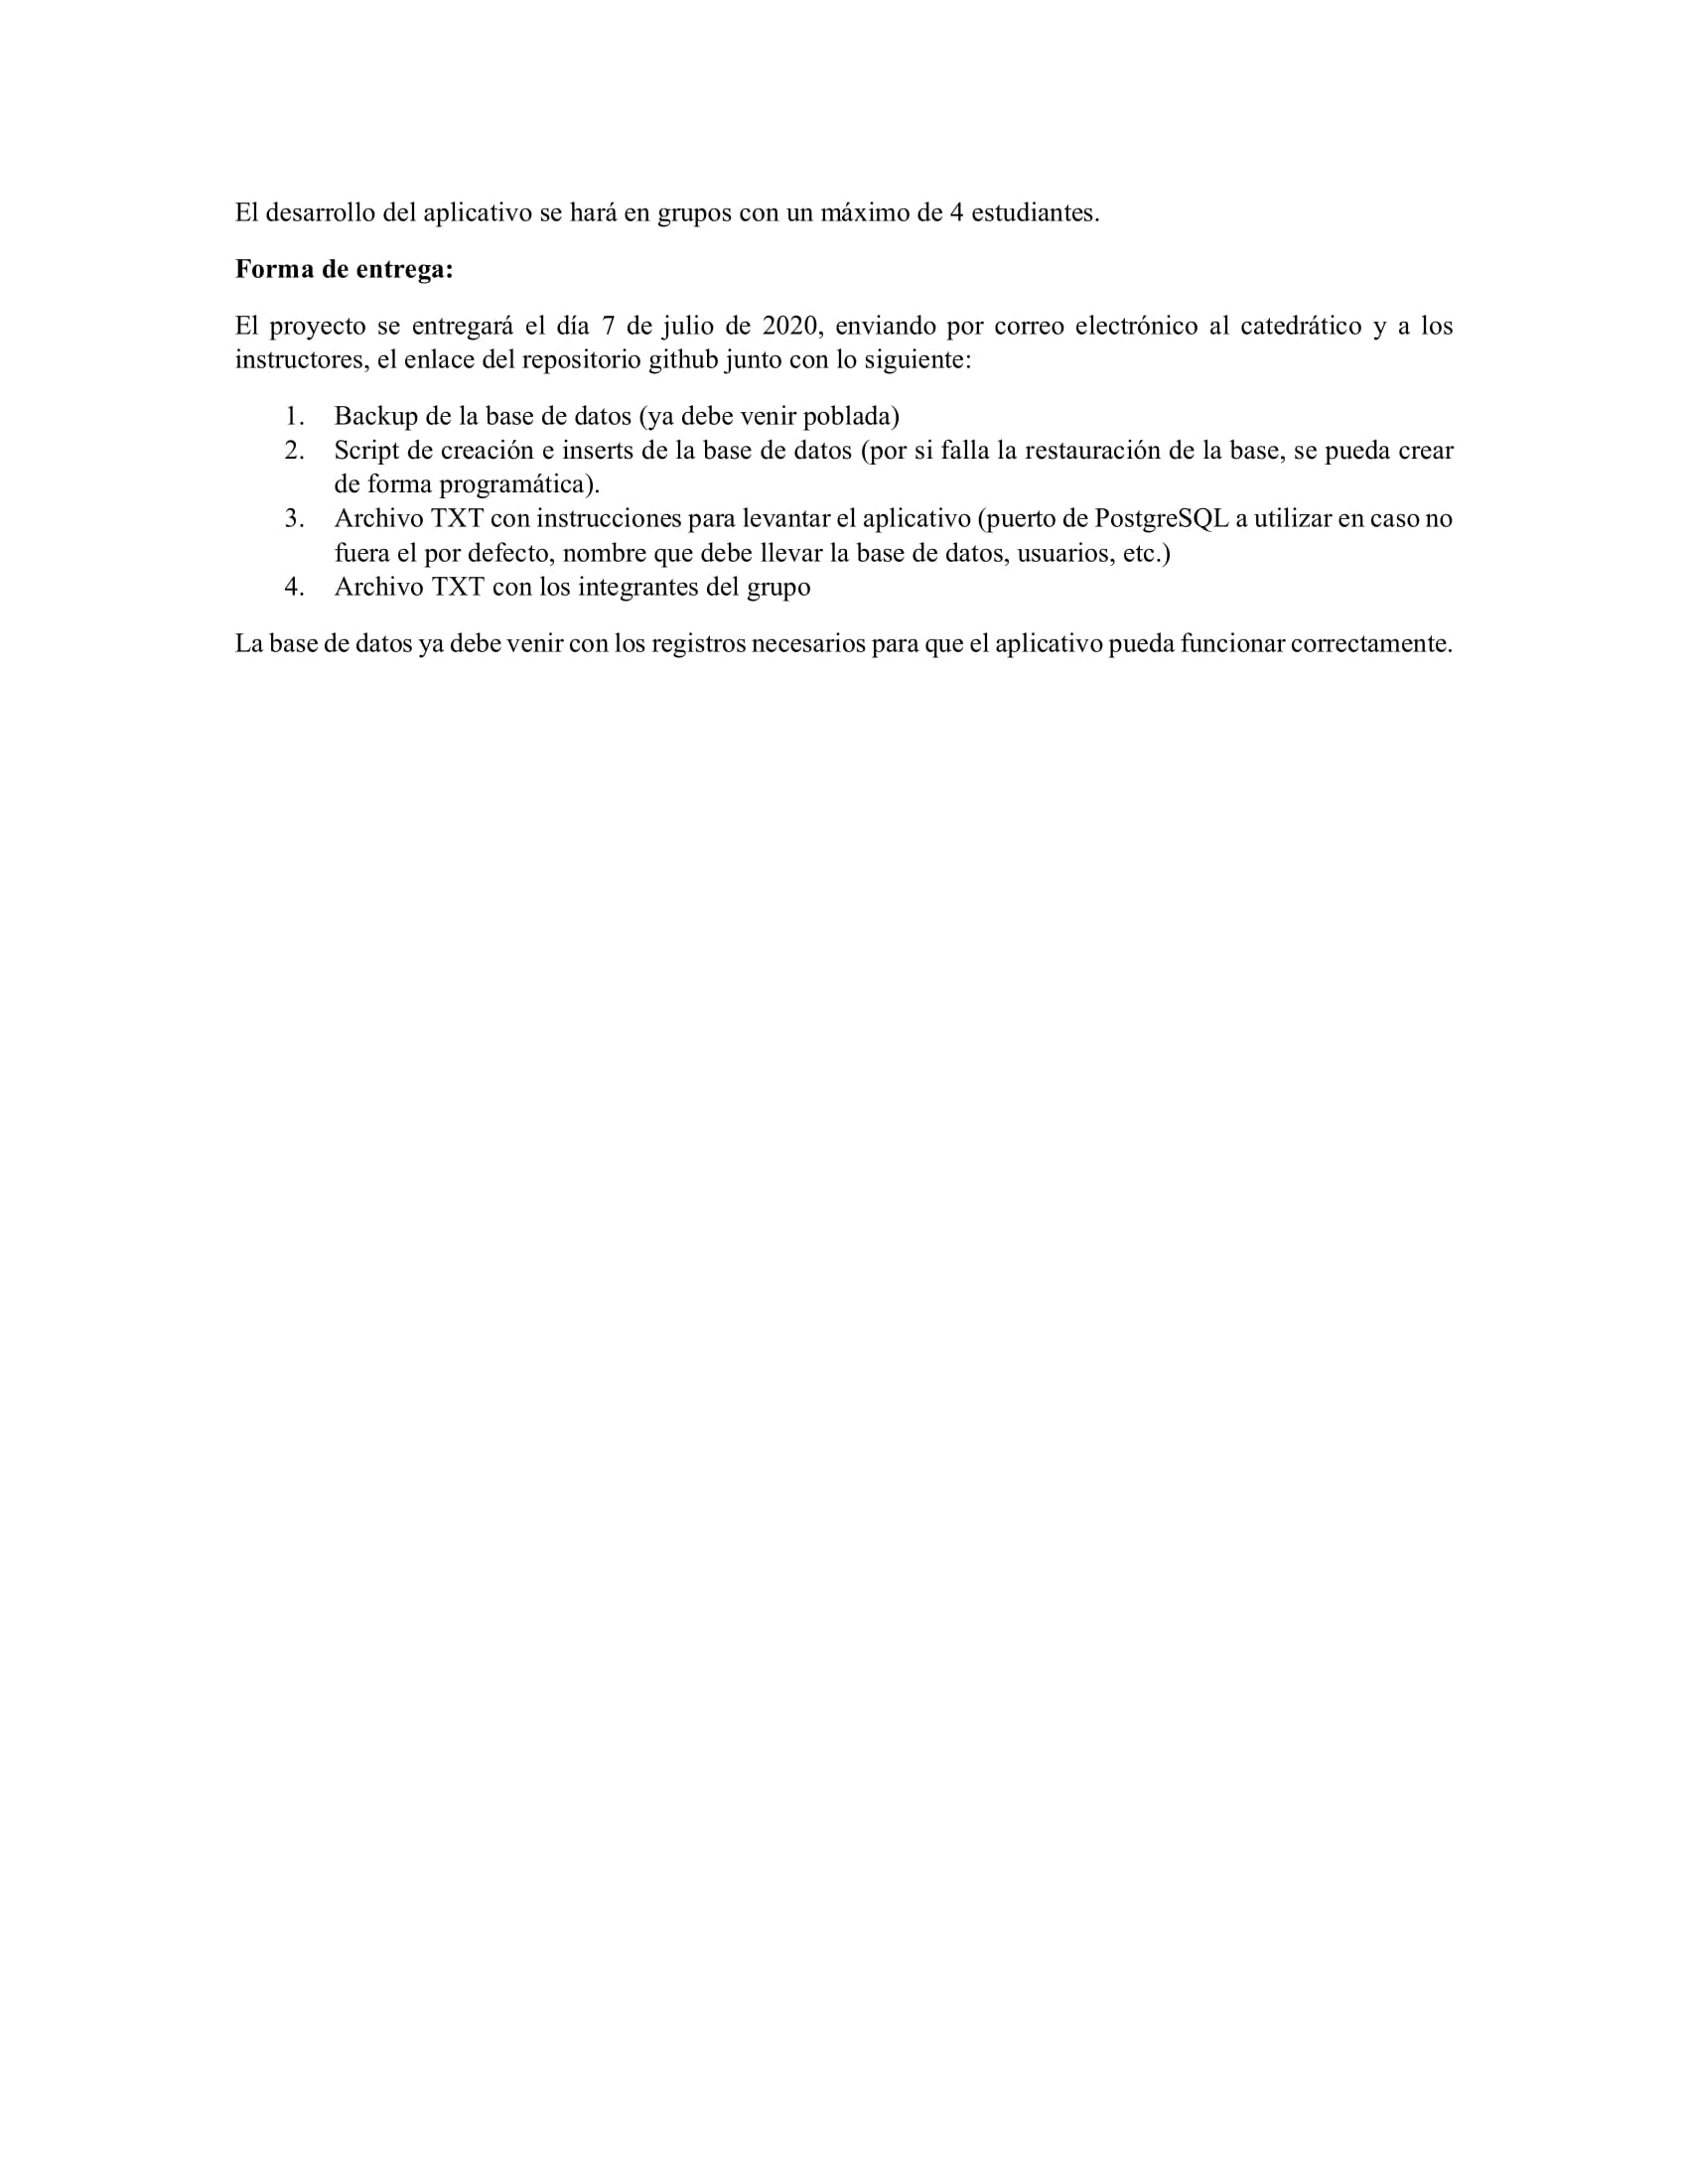 El desarrollo del aplicativo se hará en grupos con un máximo de 4 estudiantes.
Forma de entrega:
El proyecto se entregará el día 7 de julio de 2020, enviando por correo electrónico al catedrático y a los
instructores, el enlace del repositorio github junto con lo siguiente:
1. Backup de la base de datos (ya debe venir poblada)
2. Script de creación e inserts de la base de datos (por si falla la restauración de la base, se pueda crear
de forma programática).
3. Archivo TXT con instrucciones para levantar el aplicativo (puerto de PostgreSQL a utilizar en caso no
fuera el por defecto, nombre que debe llevar la base de datos, usuarios, etc.)
4. Archivo TXT con los integrantes del grupo
La base de datos ya debe venir con los registros necesarios para que el aplicativo pueda funcionar correctamente.